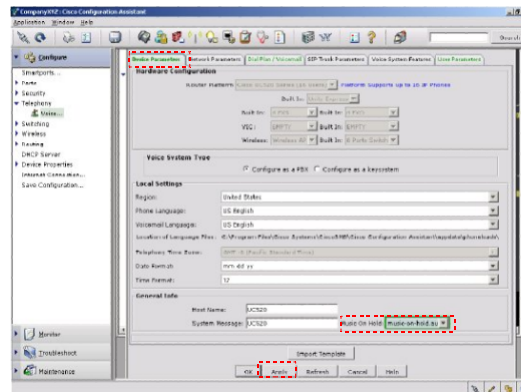 CompanyXYZ : Cisco Configuration Assistant
Application Window Help
Configure
Smartports...
Ports
Security
Telephony
Voice...
Switching
Wireless
Routing
DHCP Server
Device Properties
Internet Connection...
Save Configuration...
Monitor
Troubleshoot
Maintenance
Device Parameters Network Parameters Dial Plan / Voicemail SIP Trunk Parameters Voice System Features User Parameters
Hardware Configuration
Router Platform Platform Supports up to 16 IP Phones
Built In:
Built In: Built In:
VIC: EMPTY Built In: EMPTY
Wireless: Built In:
Voice System Type
Configure as a PBX Configure as a keysystem
Local Settings
Region: United States
Phone Language: US English
Voicemail Language: US English
Location of Language Files:
Telephony Time Zone:
Date Format: mm dd yy
Time Format: 12
General Info
Host Name: UC520
System Message: UC520 Music On Hold: music-on-hold.au
Import Template
OK Apply Refresh Cancel Help